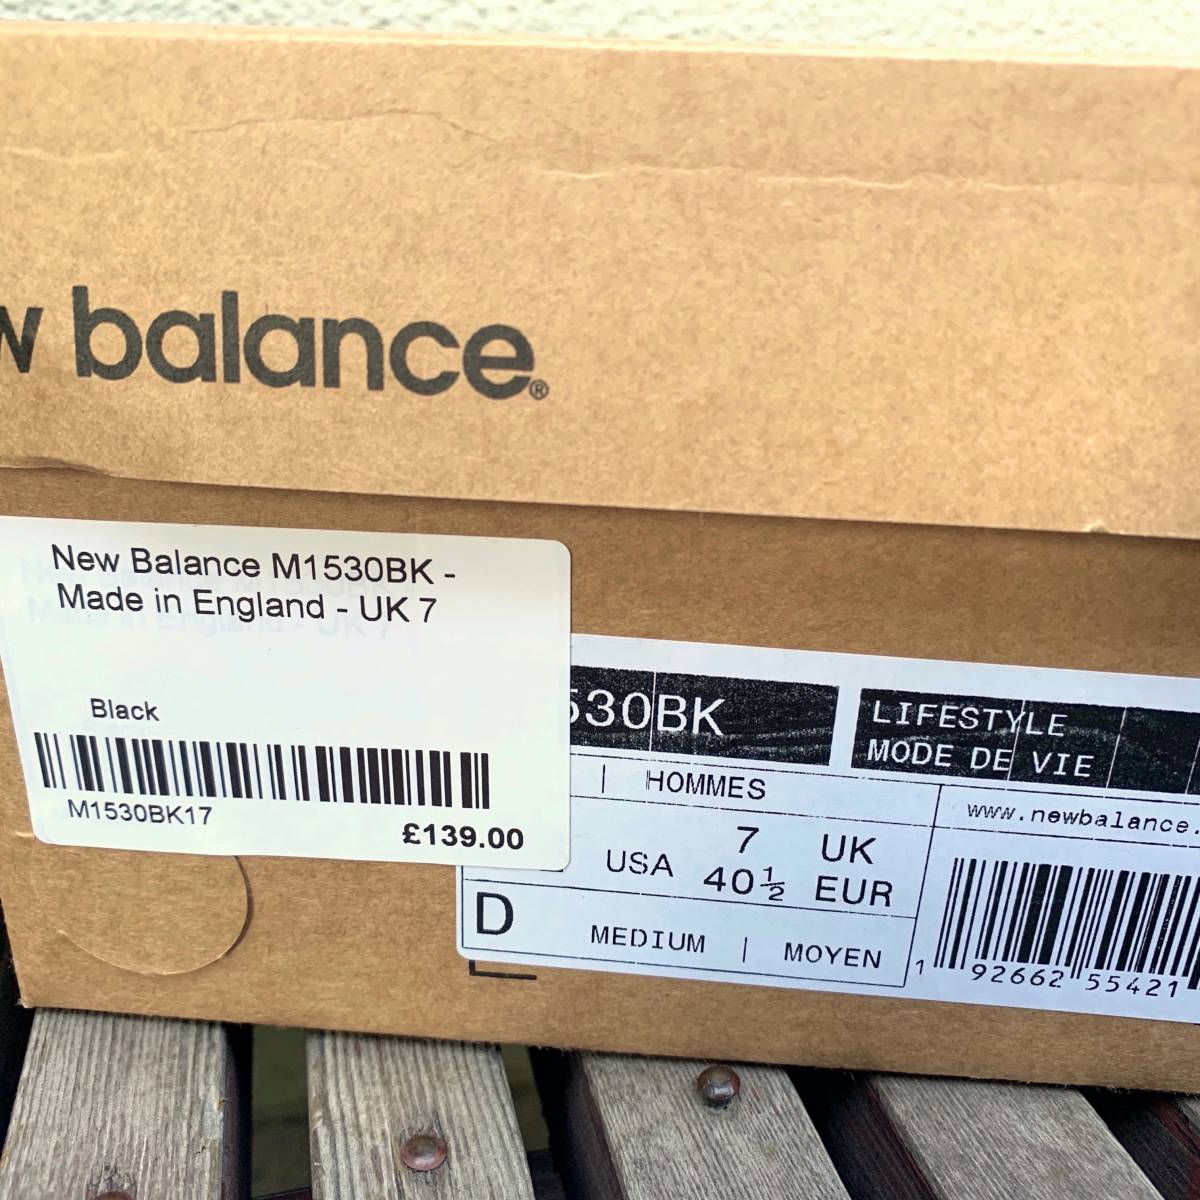 balance®
New Balance M1530BK -
Made in England - UK 7
Black
M1530BK17
£139.00
530BK
LIFESTYLE
MODE DE VIE
| HOMMES
www.newbalance.
7 UK
USA 40½ EUR
D MEDIUM | MOYEN
1 92662 55421